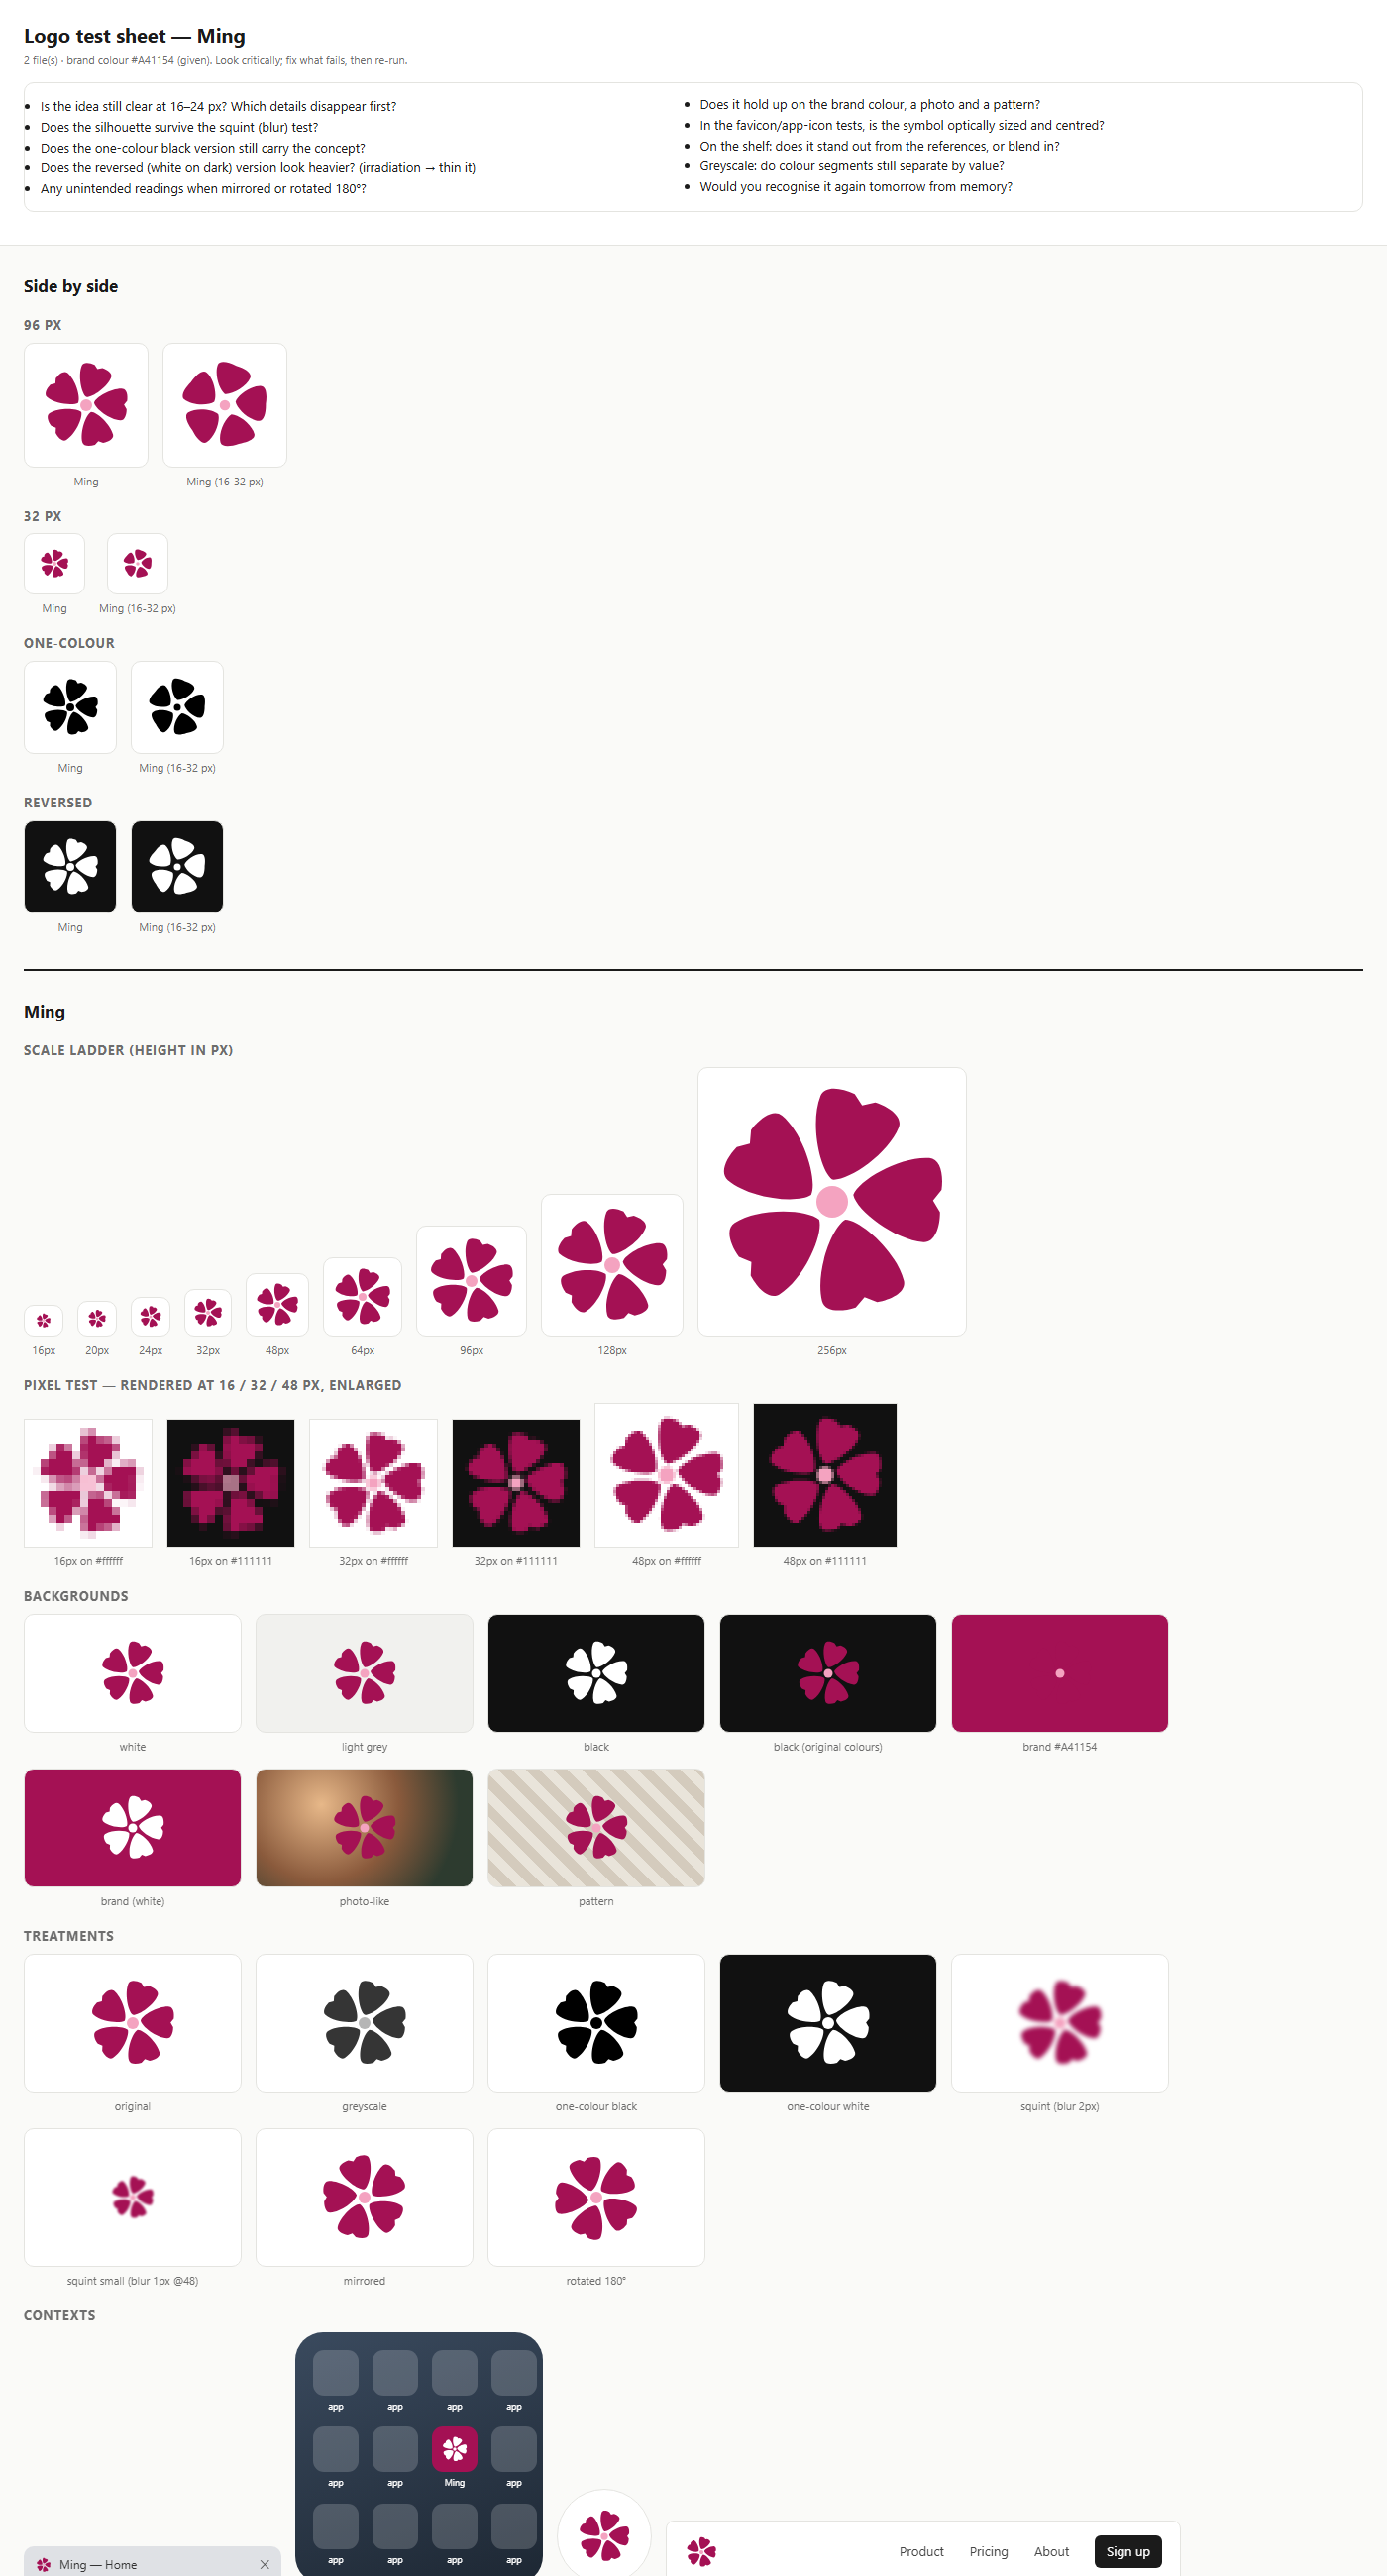 Logo test sheet — Ming
2 file(s) · brand colour #A41154 (given). Look critically; fix what fails, then re-run.
Is the idea still clear at 16–24 px? Which details disappear first?
Does the silhouette survive the squint (blur) test?
Does the one-colour black version still carry the concept?
Does the reversed (white on dark) version look heavier? (irradiation → thin it)
Any unintended readings when mirrored or rotated 180°?
Does it hold up on the brand colour, a photo and a pattern?
In the favicon/app-icon tests, is the symbol optically sized and centred?
On the shelf: does it stand out from the references, or blend in?
Greyscale: do colour segments still separate by value?
Would you recognise it again tomorrow from memory?
Side by side
96 PX
Ming Ming (16-32 px)
32 PX
Ming Ming (16-32 px)
ONE-COLOUR
Ming Ming (16-32 px)
REVERSED
Ming Ming (16-32 px)
Ming
SCALE LADDER (HEIGHT IN PX)
16px 20px 24px 32px 48px 64px 96px 128px 256px
PIXEL TEST — RENDERED AT 16 / 32 / 48 PX, ENLARGED
16px on #ffffff 16px on #111111 32px on #ffffff 32px on #111111 48px on #ffffff 48px on #111111
BACKGROUNDS
white light grey black black (original colours) brand #A41154
brand (white) photo-like pattern
TREATMENTS
original greyscale one-colour black one-colour white squint (blur 2px)
squint small (blur 1px @48) mirrored rotated 180°
CONTEXTS
app app app app
app app Ming app
app app app app
Ming — Home
Product Pricing About Sign up